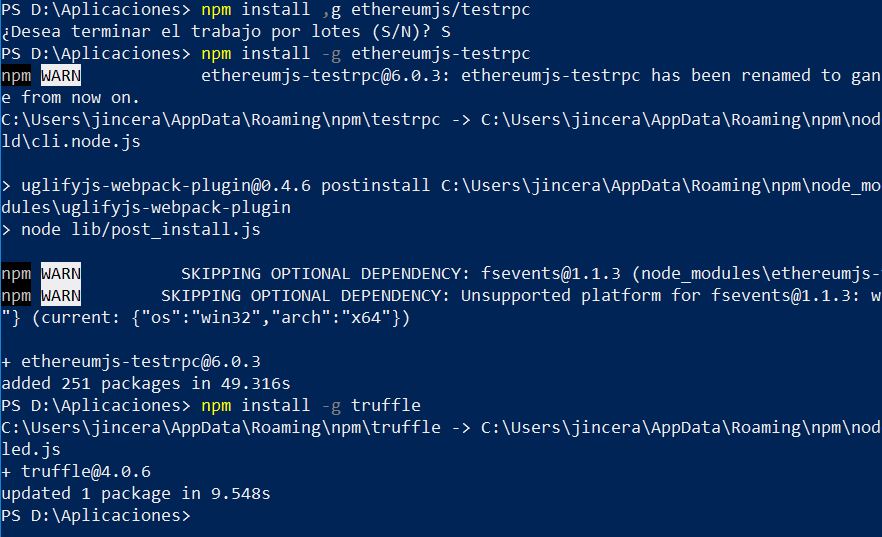 PS D:\Aplicaciones> npm install ,g ethereumjs/testrpc
¿Desea terminar el trabajo por lotes (S/N)? S
PS D:\Aplicaciones> npm install -g ethereumjs-testrpc
npm WARN ethereumjs-testrpc@6.0.3: ethereumjs-testrpc has been renamed to gan
e from now on.
C:\Users\jincera\AppData\Roaming\npm\testrpc -> C:\Users\jincera\AppData\Roaming\npm\nod
ld\cli.node.js
> uglifyjs-webpack-plugin@0.4.6 postinstall C:\Users\jincera\AppData\Roaming\npm\node_mo
dules\uglifyjs-webpack-plugin
> node lib/post_install.js
npm WARN SKIPPING OPTIONAL DEPENDENCY: fsevents@1.1.3 (node_modules\ethereumjs-
npm WARN SKIPPING OPTIONAL DEPENDENCY: Unsupported platform for fsevents@1.1.3: w
"} (current: {"os":"win32","arch":"x64"})
+ ethereumjs-testrpc@6.0.3
added 251 packages in 49.316s
PS D:\Aplicaciones> npm install -g truffle
C:\Users\jincera\AppData\Roaming\npm\truffle -> C:\Users\jincera\AppData\Roaming\npm\nod
led.js
+ truffle@4.0.6
updated 1 package in 9.548s
PS D:\Aplicaciones>